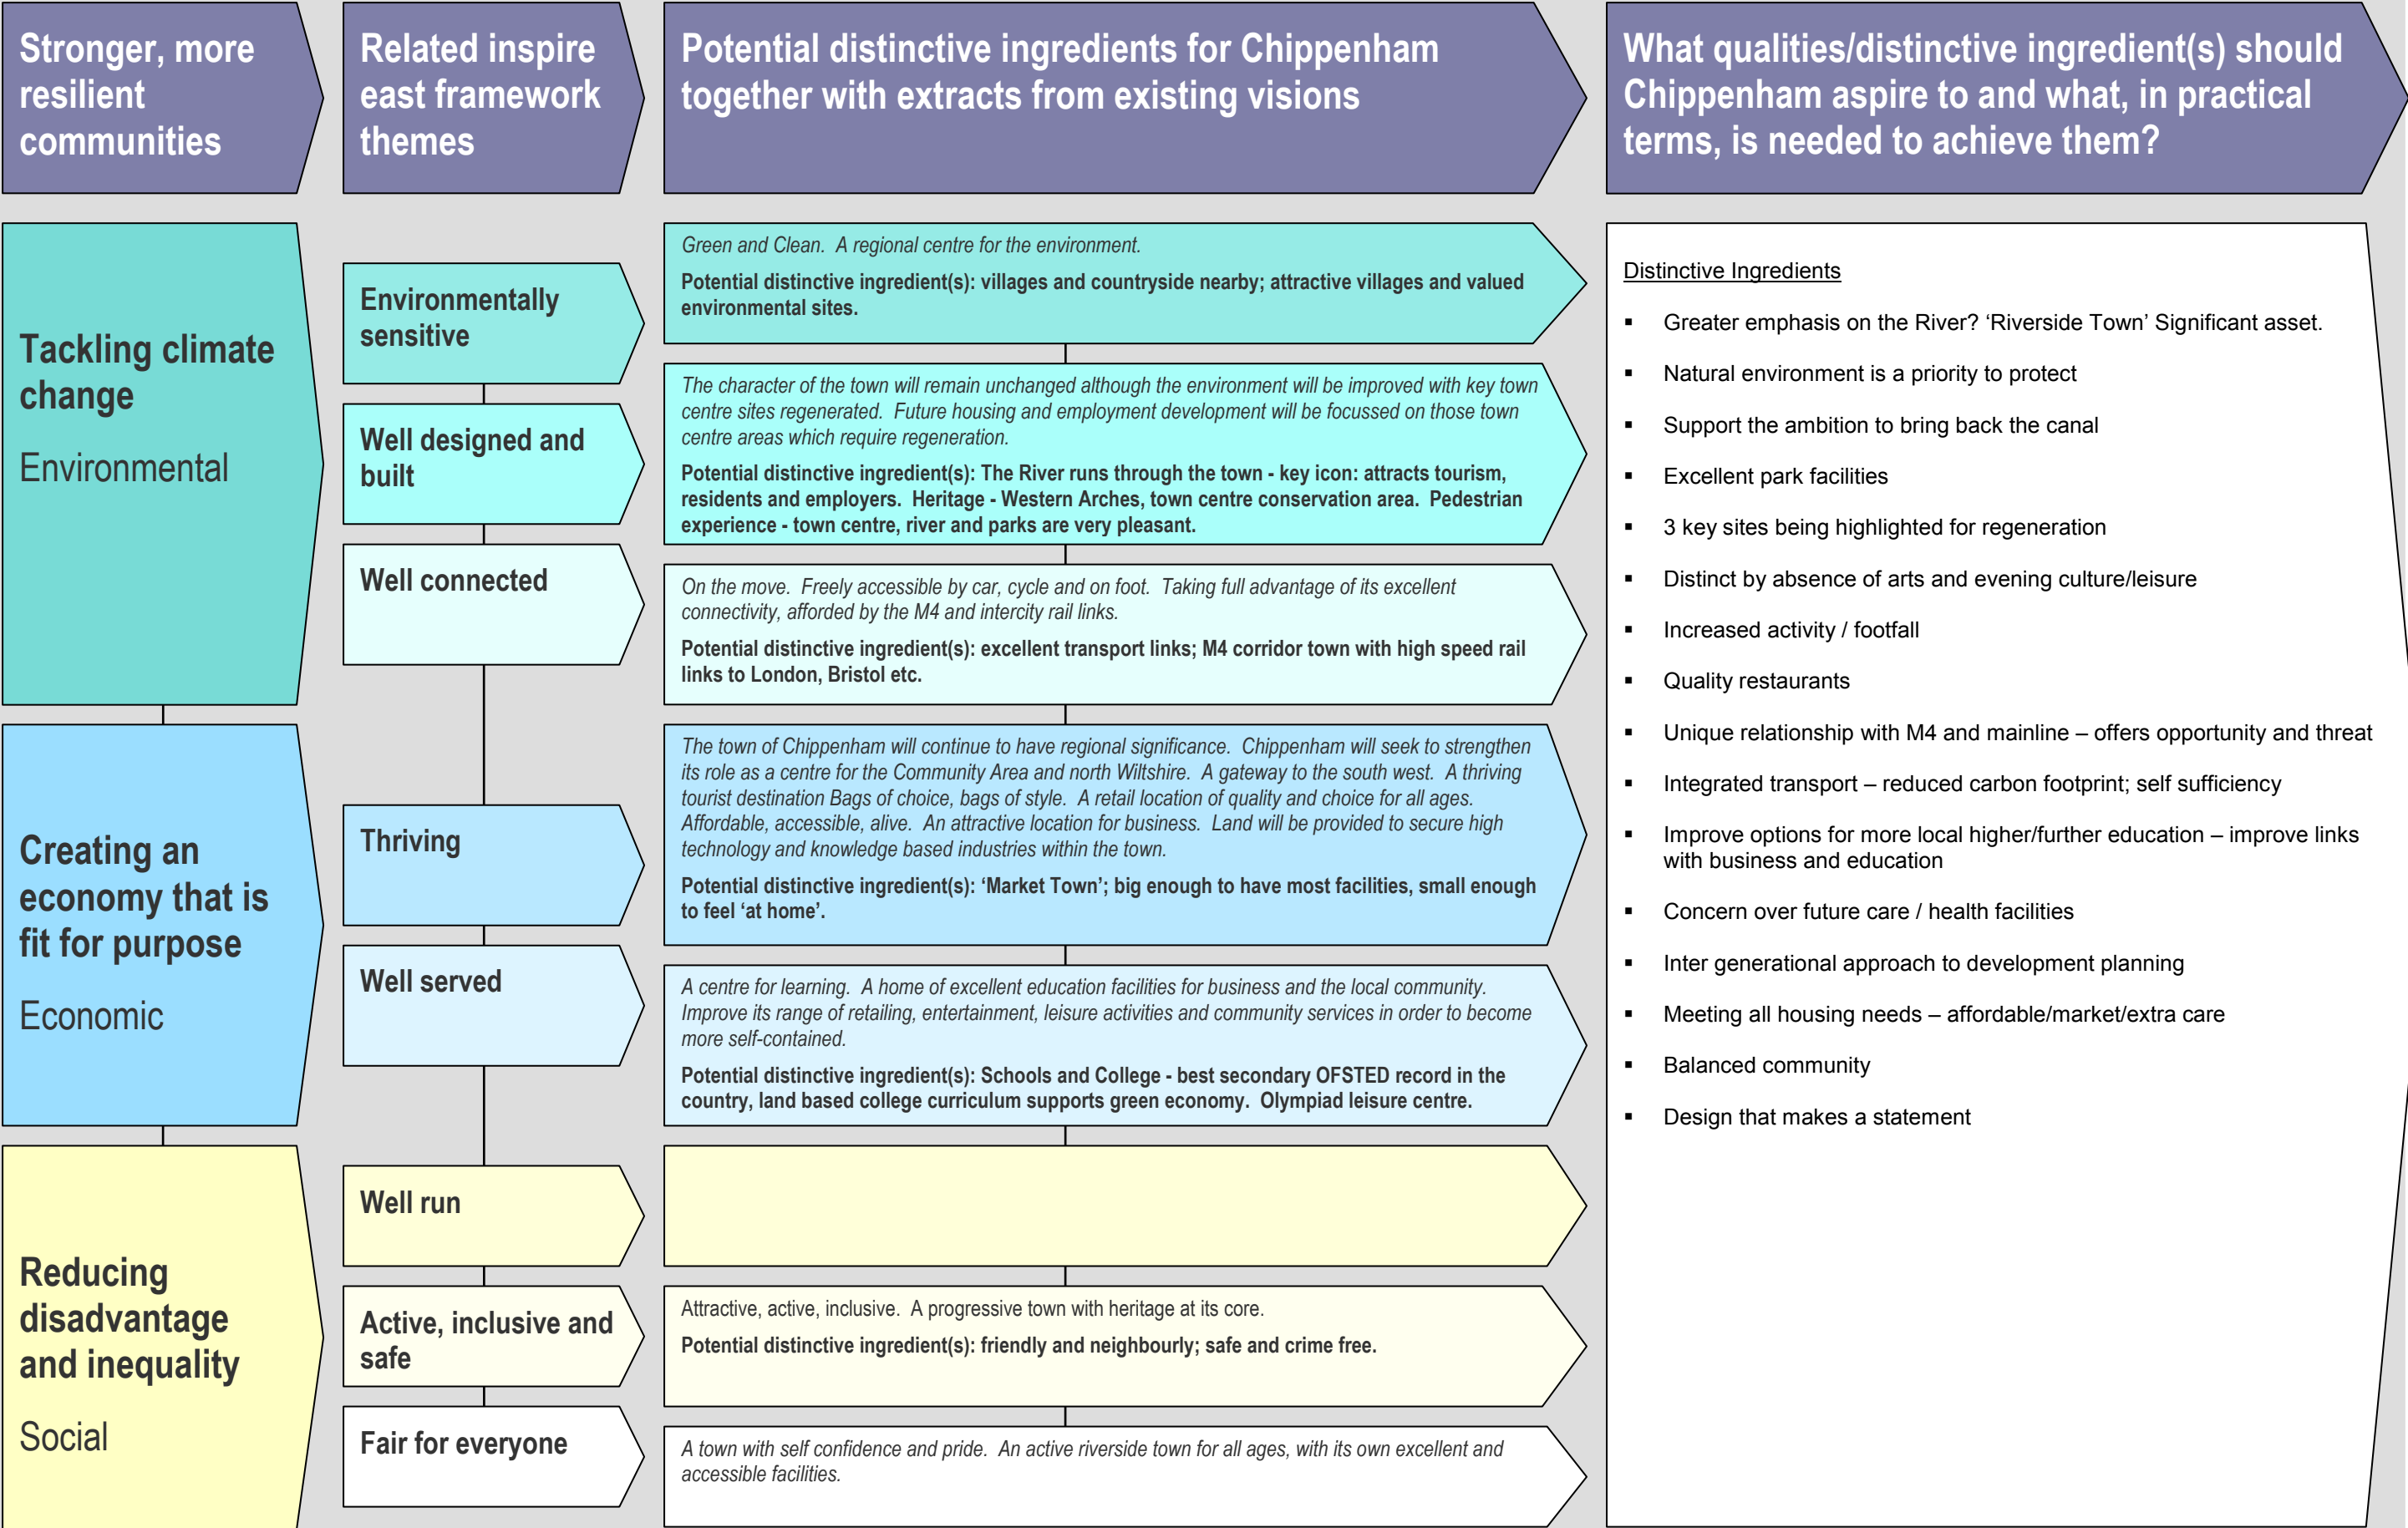 Stronger, more
resilient
communities
Related inspire
east framework
themes
Potential distinctive ingredients for Chippenham
together with extracts from existing visions
What qualities/distinctive ingredient(s) should
Chippenham aspire to and what, in practical
terms, is needed to achieve them?
Tackling climate
change
Environmental
Environmentally
sensitive
Well designed and
built
Well connected
Green and Clean. A regional centre for the environment.
Potential distinctive ingredient(s): villages and countryside nearby; attractive villages and valued
environmental sites.
The character of the town will remain unchanged although the environment will be improved with key town
centre sites regenerated. Future housing and employment development will be focussed on those town
centre areas which require regeneration.
Potential distinctive ingredient(s): The River runs through the town - key icon: attracts tourism,
residents and employers. Heritage - Western Arches, town centre conservation area. Pedestrian
experience - town centre, river and parks are very pleasant.
On the move. Freely accessible by car, cycle and on foot. Taking full advantage of its excellent
connectivity, afforded by the M4 and intercity rail links.
Potential distinctive ingredient(s): excellent transport links; M4 corridor town with high speed rail
links to London, Bristol etc.
Creating an
economy that is
fit for purpose
Economic
Thriving
Well served
The town of Chippenham will continue to have regional significance. Chippenham will seek to strengthen
its role as a centre for the Community Area and north Wiltshire. A gateway to the south west. A thriving
tourist destination Bags of choice, bags of style. A retail location of quality and choice for all ages.
Affordable, accessible, alive. An attractive location for business. Land will be provided to secure high
technology and knowledge based industries within the town.
Potential distinctive ingredient(s): ‘Market Town’; big enough to have most facilities, small enough
to feel ‘at home’.
A centre for learning. A home of excellent education facilities for business and the local community.
Improve its range of retailing, entertainment, leisure activities and community services in order to become
more self-contained.
Potential distinctive ingredient(s): Schools and College - best secondary OFSTED record in the
country, land based college curriculum supports green economy. Olympiad leisure centre.
Reducing
disadvantage
and inequality
Social
Well run
Active, inclusive and
safe
Fair for everyone
Attractive, active, inclusive. A progressive town with heritage at its core.
Potential distinctive ingredient(s): friendly and neighbourly; safe and crime free.
A town with self confidence and pride. An active riverside town for all ages, with its own excellent and
accessible facilities.
Distinctive Ingredients
▪ Greater emphasis on the River? ‘Riverside Town’ Significant asset.
▪ Natural environment is a priority to protect
▪ Support the ambition to bring back the canal
▪ Excellent park facilities
▪ 3 key sites being highlighted for regeneration
▪ Distinct by absence of arts and evening culture/leisure
▪ Increased activity / footfall
▪ Quality restaurants
▪ Unique relationship with M4 and mainline – offers opportunity and threat
▪ Integrated transport – reduced carbon footprint; self sufficiency
▪ Improve options for more local higher/further education – improve links
with business and education
▪ Concern over future care / health facilities
▪ Inter generational approach to development planning
▪ Meeting all housing needs – affordable/market/extra care
▪ Balanced community
▪ Design that makes a statement